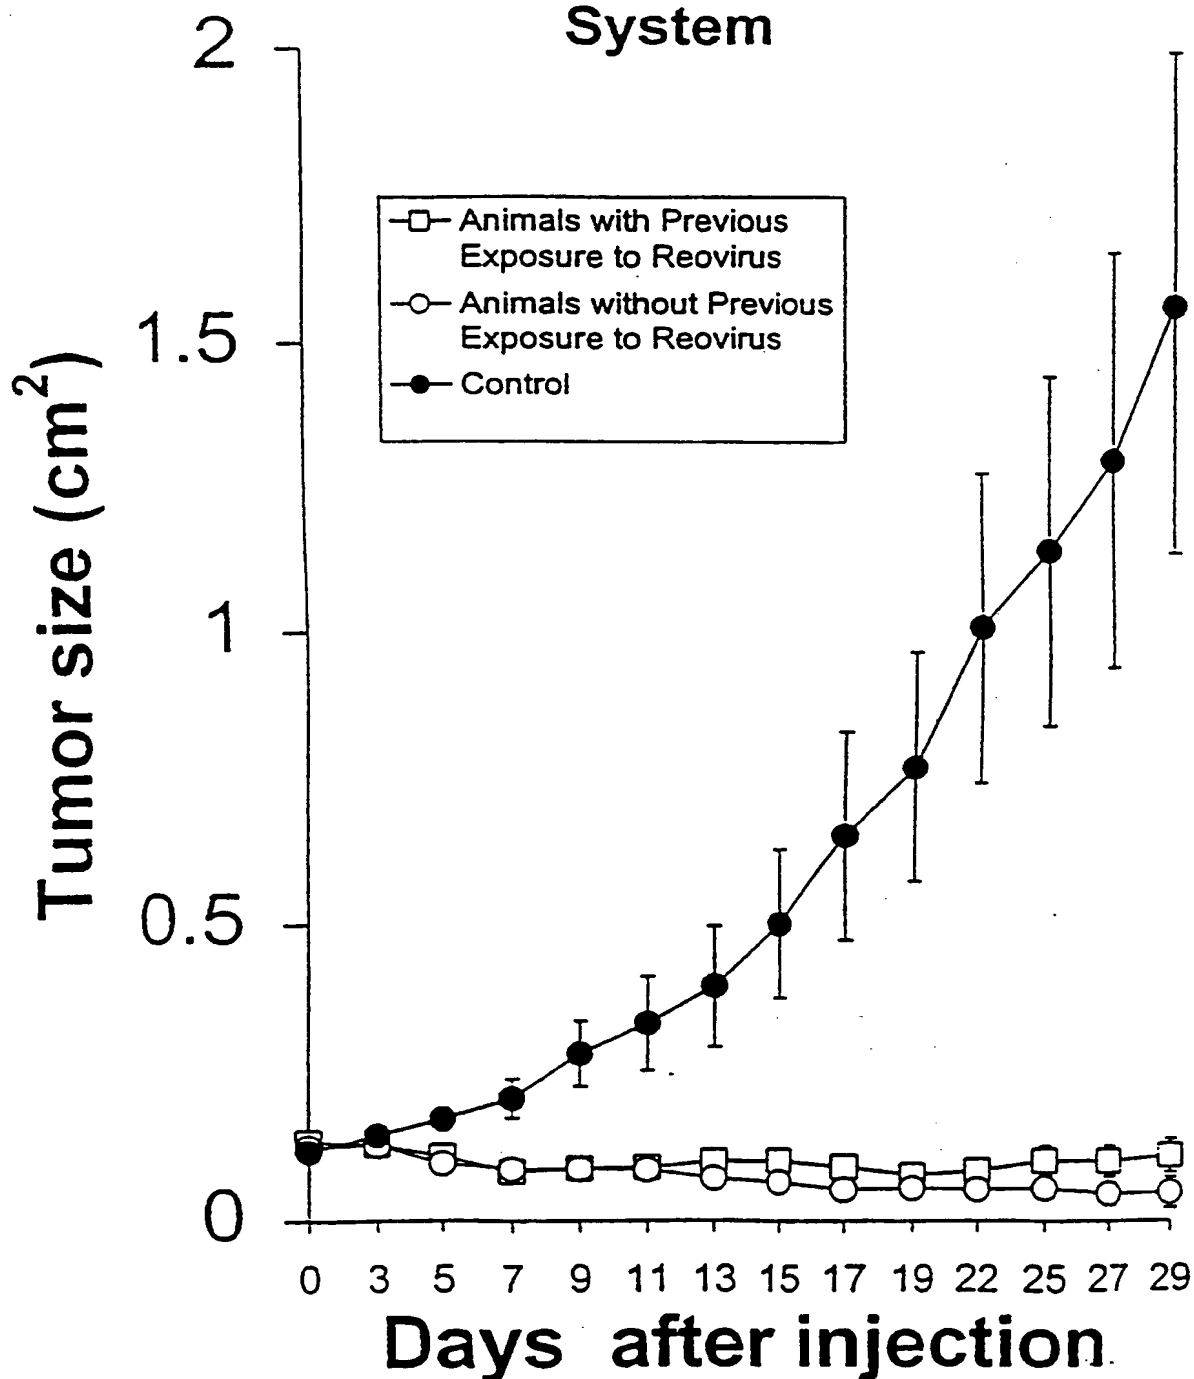 System
2
Animals with Previous
Exposure to Reovirus
Animals without Previous
Exposure to Reovirus
Control
1.5
1
0.5
0
Tumor size (cm²)
0 3 5 7 9 11 13 15 17 19 22 25 27 29
Days after injection